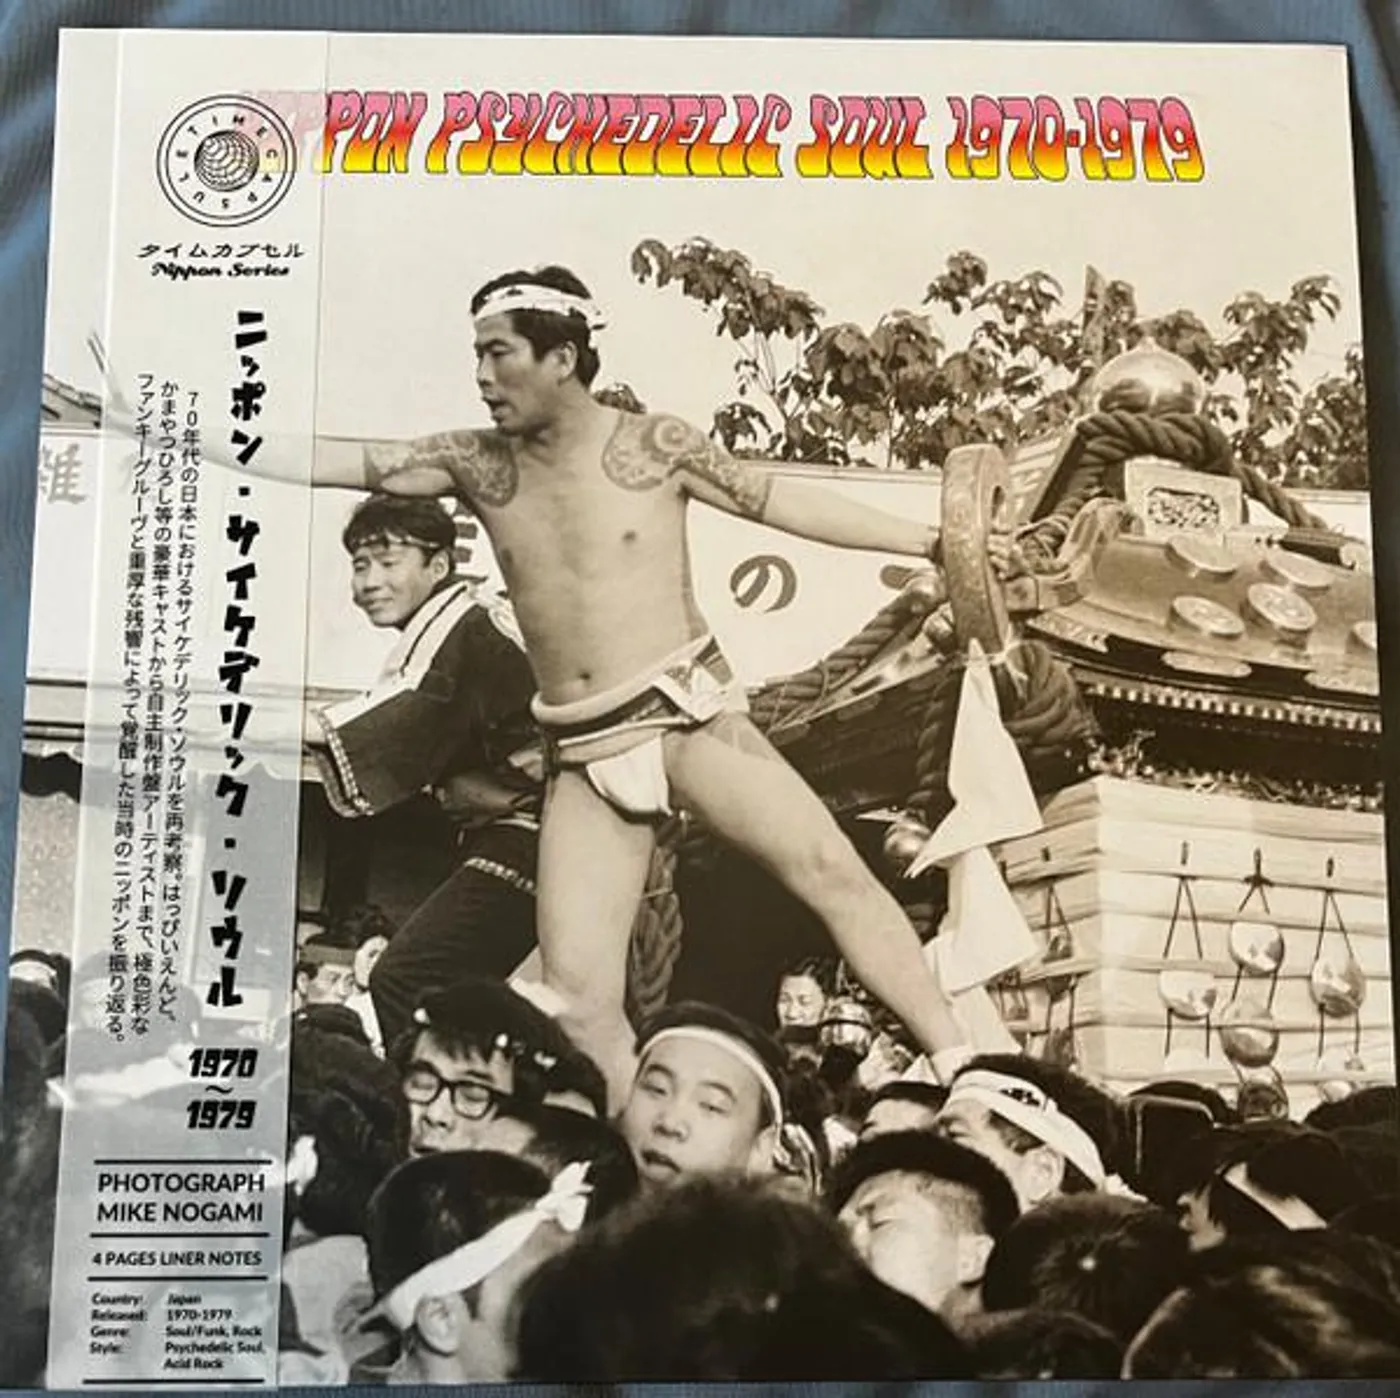 NIPPON PSYCHEDELIC SOUL 1970-1979
TIME CAPSULE
タイムカプセル
Nippon Series
ニッポン・サイケデリック・ソウル
1970
~
1979
70年代の日本におけるサイケデリック・ソウルを再考察。はっぴいえんど、
かまやつひろし等の豪華キャストから自主制作盤アーティストまで、極色彩な
ファンキーグルーヴと重厚な残響によって覚醒した当時のニッポンを振り返る。
雑
の
PHOTOGRAPH
MIKE NOGAMI
4 PAGES LINER NOTES
Country: Japan
Released: 1970-1979
Genre: Soul/Funk, Rock
Style: Psychedelic Soul,
Acid Rock